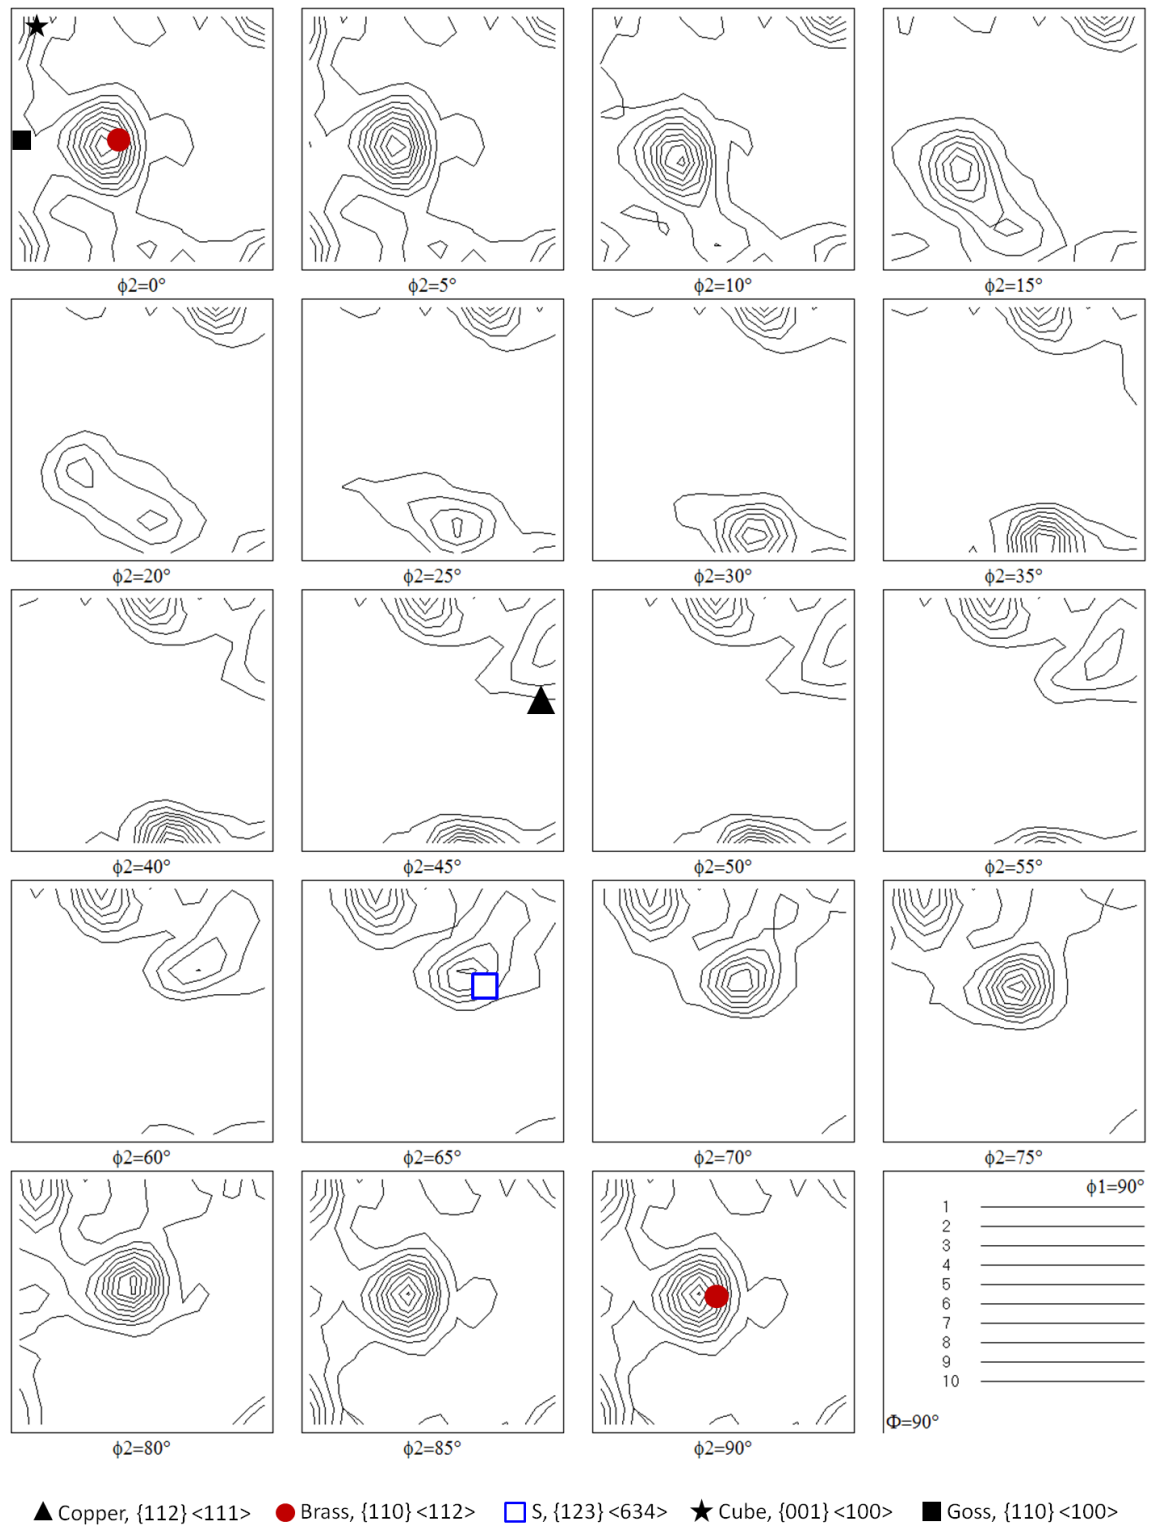 ϕ2=0° ϕ2=5° ϕ2=10° ϕ2=15°
ϕ2=20° ϕ2=25° ϕ2=30° ϕ2=35°
ϕ2=40° ϕ2=45° ϕ2=50° ϕ2=55°
ϕ2=60° ϕ2=65° ϕ2=70° ϕ2=75°
ϕ1=90°
1
2
3
4
5
6
7
8
9
10
Φ=90°
ϕ2=80° ϕ2=85° ϕ2=90°
Copper, {112}<111> Brass, {110}<112> S, {123}<634> Cube, {001}<100> Goss, {110}<100>